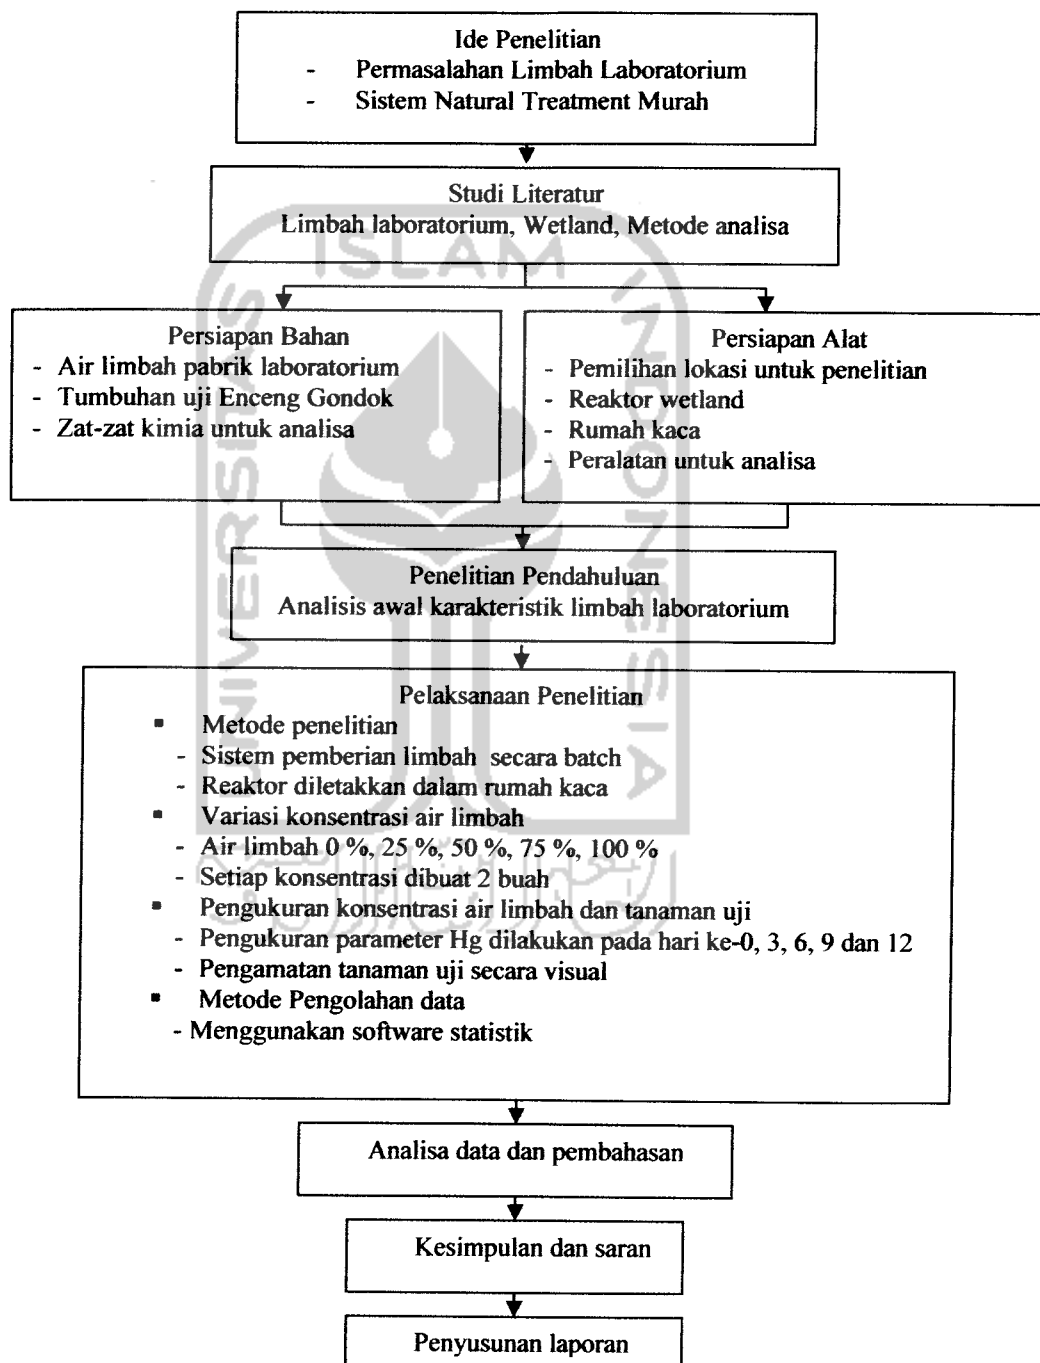 Ide Penelitian
- Permasalahan Limbah Laboratorium
- Sistem Natural Treatment Murah
Studi Literatur
Limbah laboratorium, Wetland, Metode analisa
Persiapan Bahan
- Air limbah pabrik laboratorium
- Tumbuhan uji Enceng Gondok
- Zat-zat kimia untuk analisa
Persiapan Alat
- Pemilihan lokasi untuk penelitian
- Reaktor wetland
- Rumah kaca
- Peralatan untuk analisa
Penelitian Pendahuluan
Analisis awal karakteristik limbah laboratorium
Pelaksanaan Penelitian
▪ Metode penelitian
- Sistem pemberian limbah secara batch
- Reaktor diletakkan dalam rumah kaca
▪ Variasi konsentrasi air limbah
- Air limbah 0 %, 25 %, 50 %, 75 %, 100 %
- Setiap konsentrasi dibuat 2 buah
▪ Pengukuran konsentrasi air limbah dan tanaman uji
- Pengukuran parameter Hg dilakukan pada hari ke-0, 3, 6, 9 dan 12
- Pengamatan tanaman uji secara visual
▪ Metode Pengolahan data
- Menggunakan software statistik
Analisa data dan pembahasan
Kesimpulan dan saran
Penyusunan laporan
UNIVERSITAS
ISLAM
INDONESIA